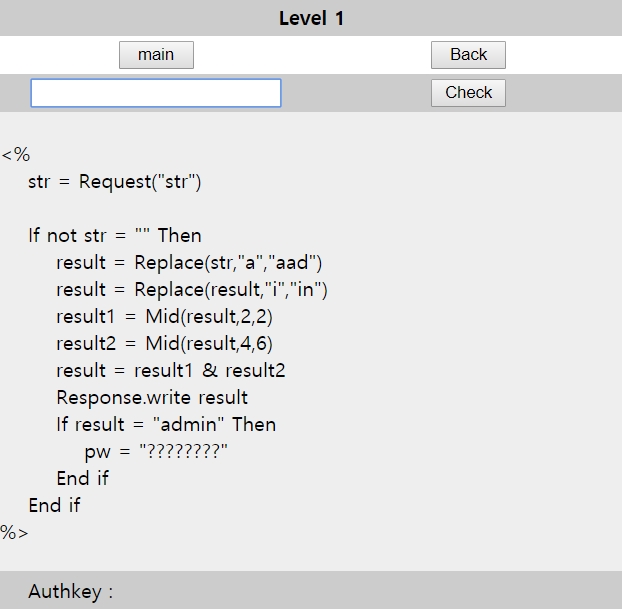 Level 1
main Back
Check
<%
str = Request("str")
If not str = "" Then
result = Replace(str,"a","aad")
result = Replace(result,"i","in")
result1 = Mid(result,2,2)
result2 = Mid(result,4,6)
result = result1 & result2
Response.write result
If result = "admin" Then
pw = "????????"
End if
End if
%>
Authkey :